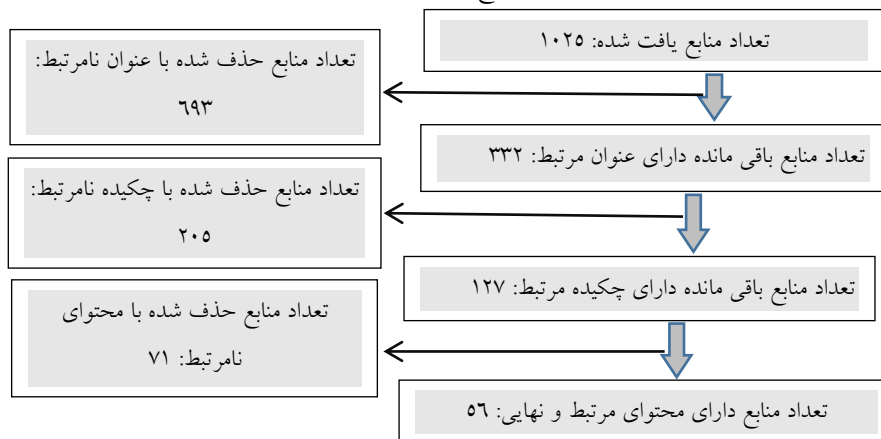 تعداد منابع یافت شده: ۱۰۲۵
تعداد منابع حذف شده با عنوان نامرتبط:
۶۹۳
تعداد منابع باقی مانده دارای عنوان مرتبط: ۳۳۲
تعداد منابع حذف شده با چکیده نامرتبط:
۲۰۵
تعداد منابع باقی مانده دارای چکیده مرتبط: ۱۲۷
تعداد منابع حذف شده با محتوای
نامرتبط: ۷۱
تعداد منابع دارای محتوای مرتبط و نهایی: ۵۶